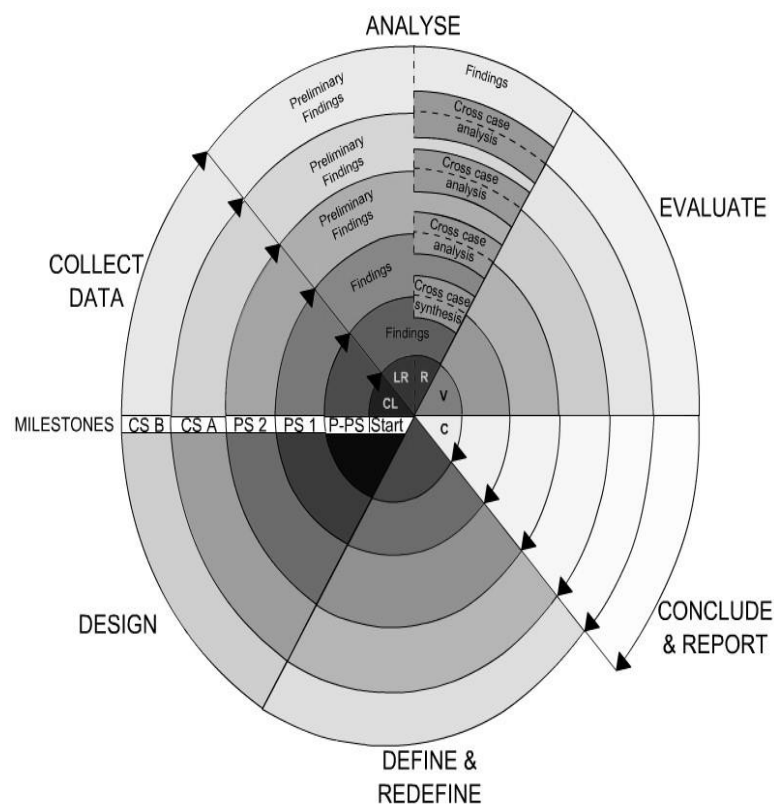 ANALYSE
Findings
Preliminary
Findings
Cross case
analysis
Preliminary
Findings
Cross case
analysis
Preliminary
Findings
EVALUATE
Cross case
analysis
COLLECT
DATA
Findings
Cross case
synthesis
Findings
LR
R
CL
V
MILESTONES
CS B
CS A
PS 2
PS 1
P-PS
Start
C
DESIGN
CONCLUDE
& REPORT
DEFINE &
REDEFINE